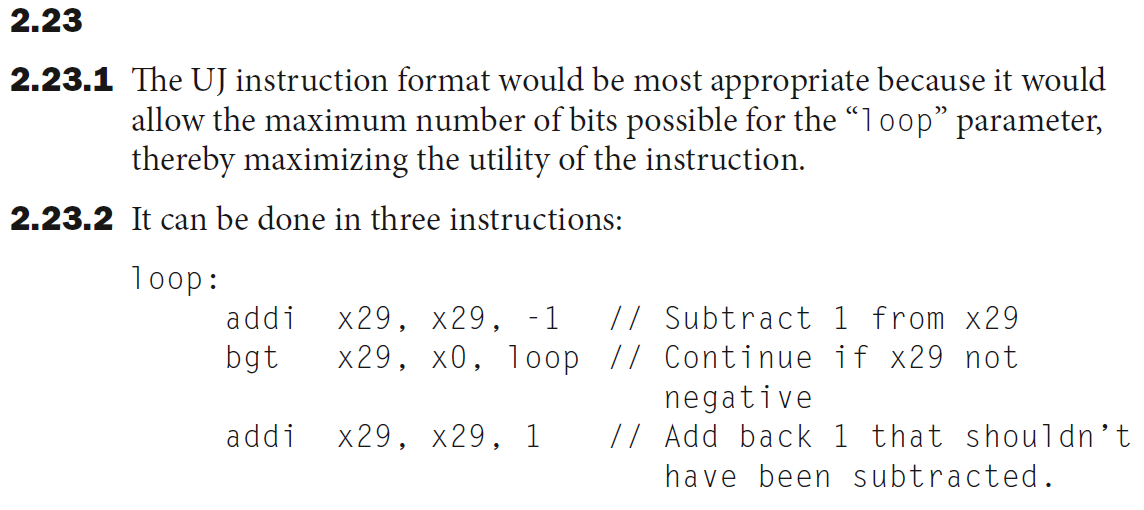 2.23
2.23.1 The UJ instruction format would be most appropriate because it would
allow the maximum number of bits possible for the “loop” parameter,
thereby maximizing the utility of the instruction.
2.23.2 It can be done in three instructions:
loop:
addi x29, x29, -1 // Subtract 1 from x29
bgt x29, x0, loop // Continue if x29 not
negative
addi x29, x29, 1 // Add back 1 that shouldn’t
have been subtracted.